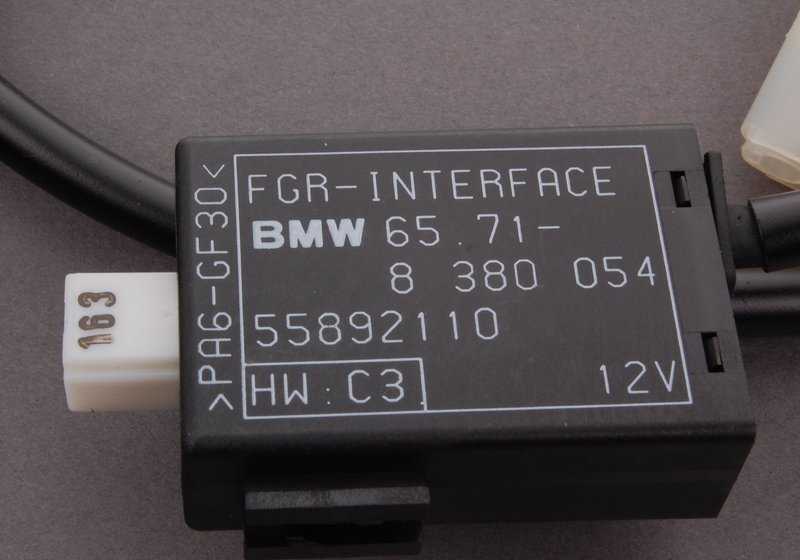 FGR-INTERFACE
BMW 65.71-
8 380 054
55892110
HW:C3.
12V
>PA6-GF30<
163